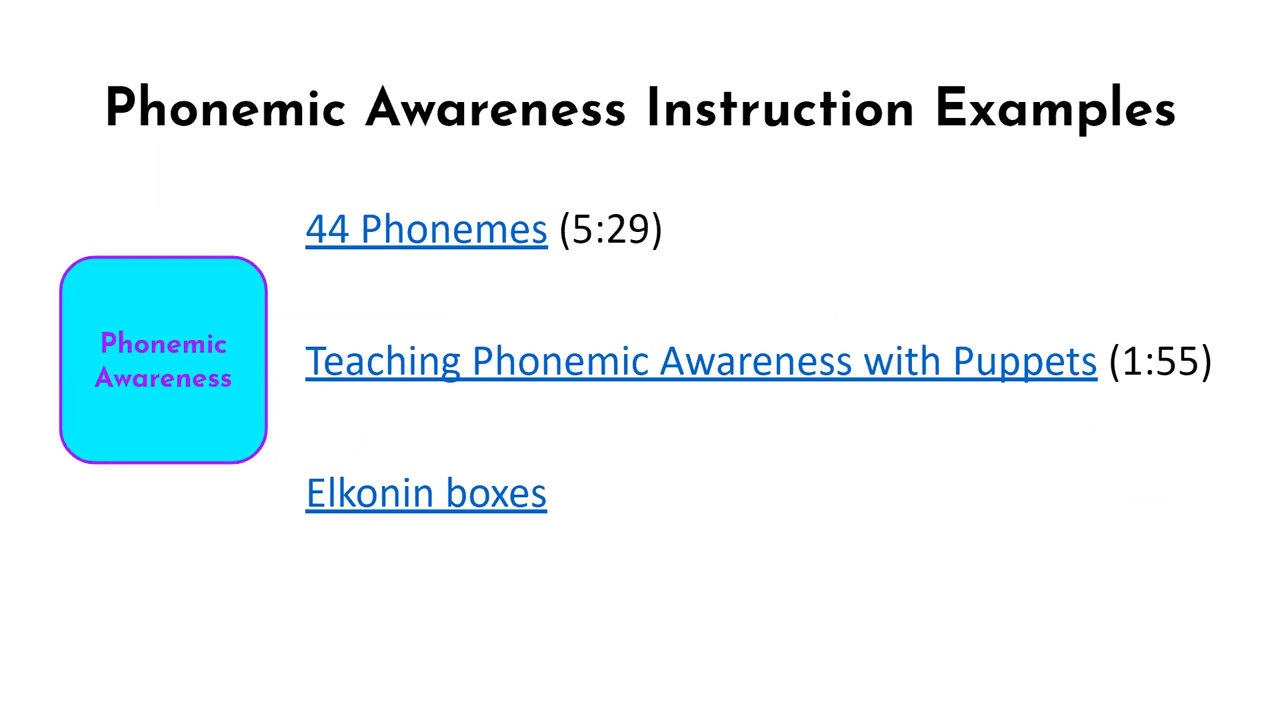 Phonemic Awareness Instruction Examples
44 Phonemes (5:29)
Phonemic
Awareness
Teaching Phonemic Awareness with Puppets (1:55)
Elkonin boxes